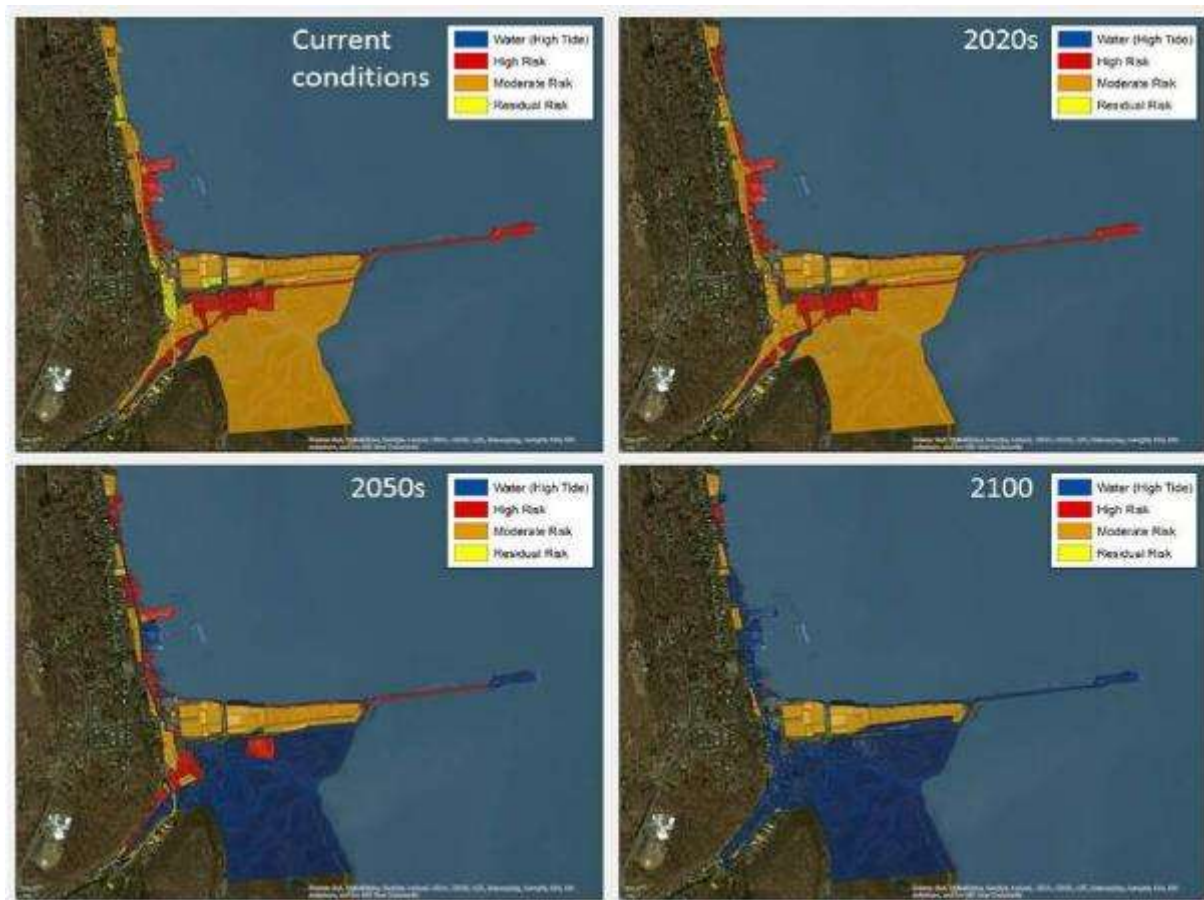 Current
conditions
Water (High Tide)
High Risk
Moderate Risk
Residual Risk
2020s
Water (High Tide)
High Risk
Moderate Risk
Residual Risk
2050s
Water (High Tide)
High Risk
Moderate Risk
Residual Risk
2100
Water (High Tide)
High Risk
Moderate Risk
Residual Risk